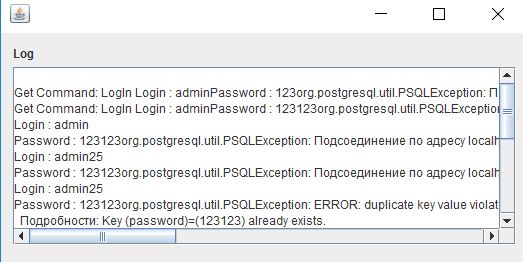 Log
Get Command: LogIn Login : adminPassword : 123org.postgresql.util.PSQLException: П
Get Command: LogIn Login : adminPassword : 123123org.postgresql.util.PSQLException
Login : admin
Password : 123123org.postgresql.util.PSQLException: Подсоединение по адресу localh
Login : admin25
Password : 123123org.postgresql.util.PSQLException: Подсоединение по адресу localh
Login : admin25
Password : 123123org.postgresql.util.PSQLException: ERROR: duplicate key value violat
Подробности: Key (password)=(123123) already exists.